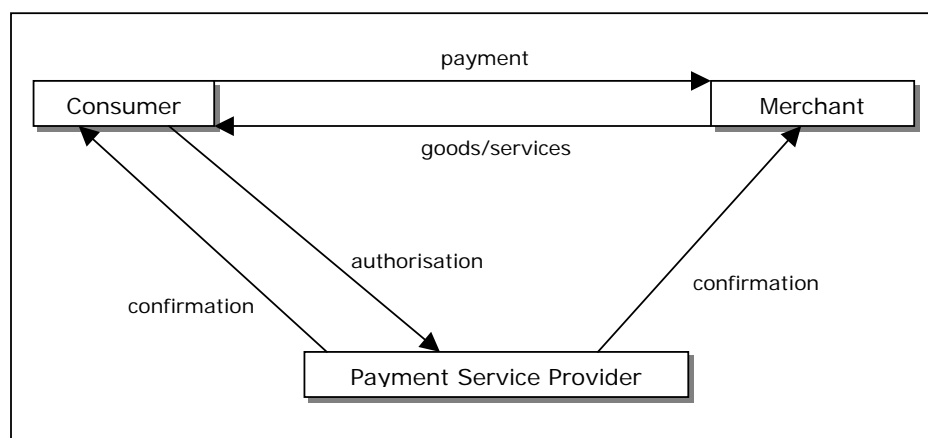 payment
Consumer
Merchant
goods/services
authorisation
confirmation
confirmation
Payment Service Provider